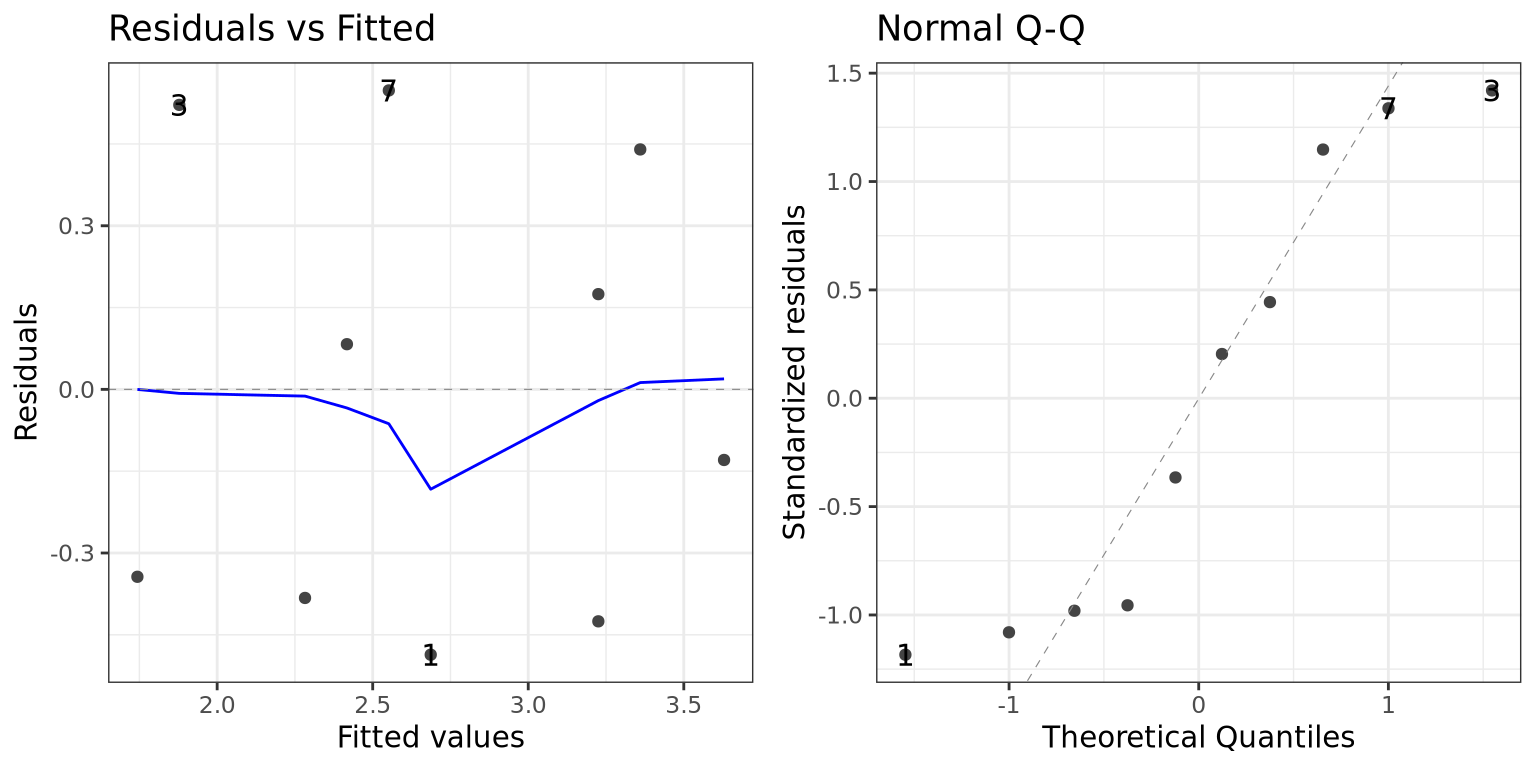 Residuals vs Fitted
3
7
1
0.3
0.0
-0.3
Residuals
2.0 2.5 3.0 3.5
Fitted values
Normal Q-Q
3
7
1
1.5
1.0
0.5
0.0
-0.5
-1.0
Standardized residuals
-1 0 1
Theoretical Quantiles